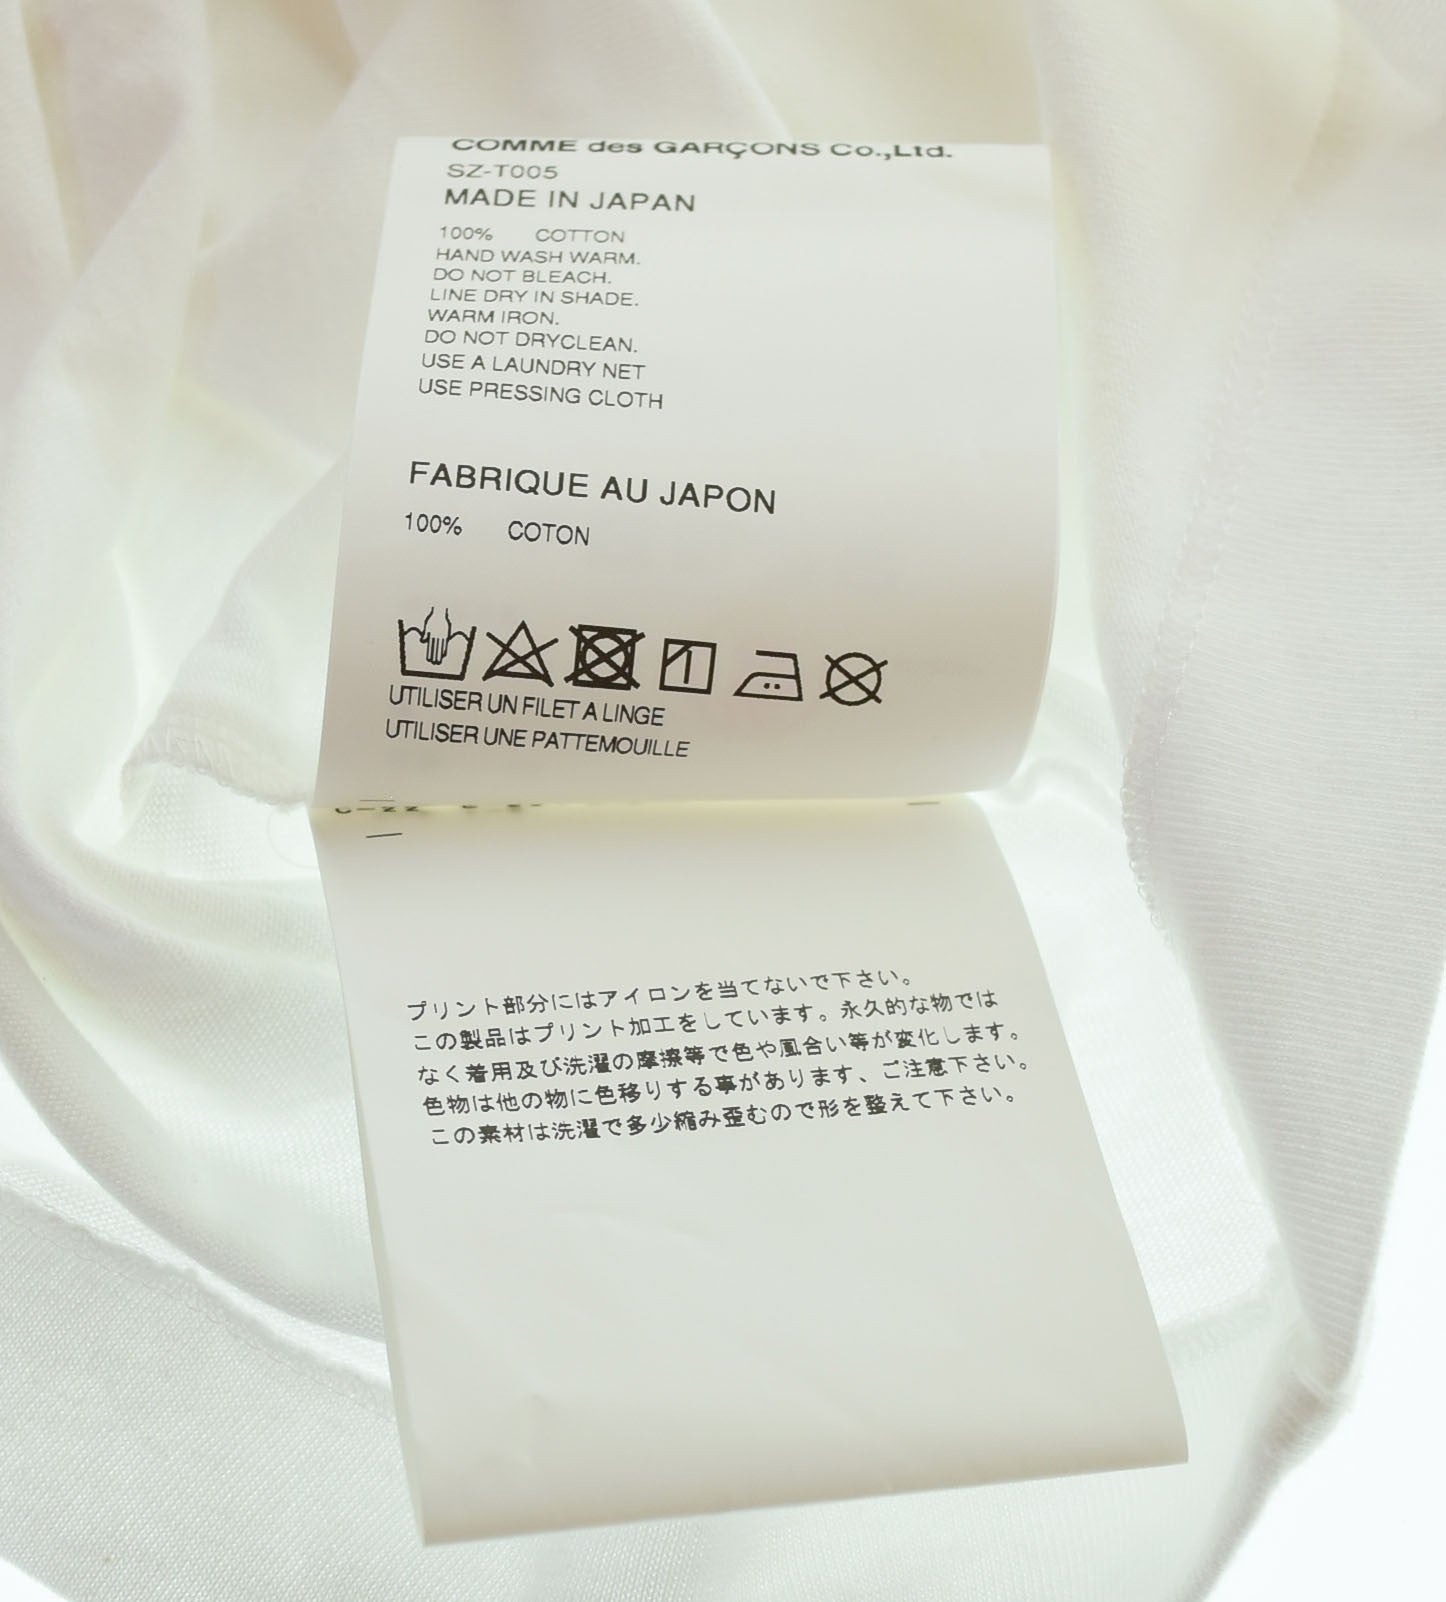 COMME des GARÇONS Co.,Ltd.
SZ-T005
MADE IN JAPAN
100% COTTON
HAND WASH WARM.
DO NOT BLEACH.
LINE DRY IN SHADE.
WARM IRON.
DO NOT DRYCLEAN.
USE A LAUNDRY NET
USE PRESSING CLOTH
FABRIQUE AU JAPON
100% COTON
UTILISER UN FILET A LINGE
UTILISER UNE PATTEMOUILLE
プリント部分にはアイロンを当てないで下さい。
この製品はプリント加工をしています。永久的な物では
なく着用及び洗濯の摩擦等で色や風合い等が変化します。
色物は他の物に色移りする事があります、ご注意下さい。
この素材は洗濯で多少縮み歪むので形を整えて下さい。